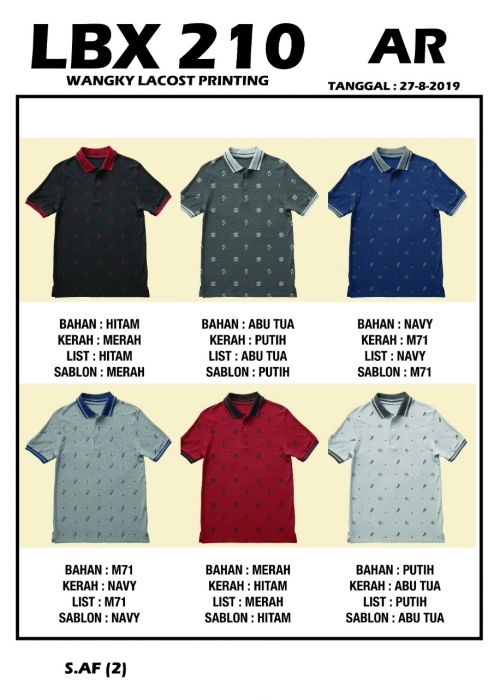 LBX 210
AR
WANGKY LACOST PRINTING
TANGGAL : 27-8-2019
BAHAN : HITAM
KERAH : MERAH
LIST : HITAM
SABLON : MERAH
BAHAN : ABU TUA
KERAH : PUTIH
LIST : ABU TUA
SABLON : PUTIH
BAHAN : NAVY
KERAH : M71
LIST : NAVY
SABLON : M71
BAHAN : M71
KERAH : NAVY
LIST : M71
SABLON : NAVY
BAHAN : MERAH
KERAH : HITAM
LIST : MERAH
SABLON : HITAM
BAHAN : PUTIH
KERAH : ABU TUA
LIST : PUTIH
SABLON : ABU TUA
S.AF (2)